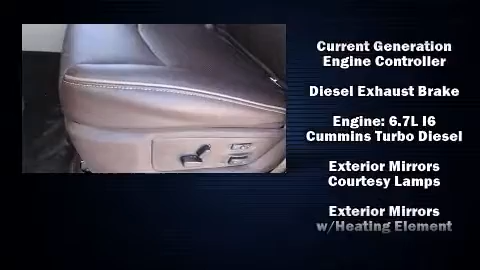 Current Generation
Engine Controller
Diesel Exhaust Brake
Engine: 6.7L I6
Cummins Turbo Diesel
Exterior Mirrors
Courtesy Lamps
Exterior Mirrors
w/Heating Element